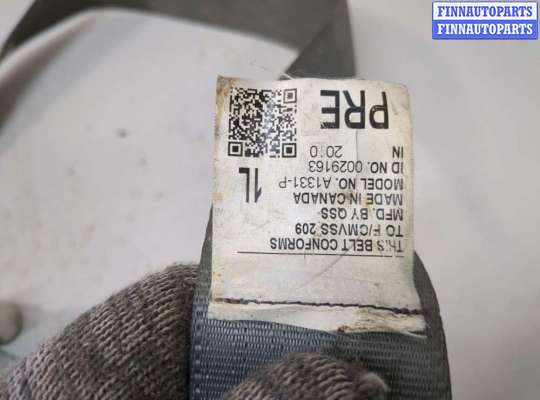 FINNAUTOPARTS
FINNAUTOPARTS
THIS BELT CONFORMS
TO F/CMVSS 209
MFD. BY QSS
MADE IN CANADA
MODEL NO. A1331-P
ID NO. 0029163
IN 2010
1L
PRE